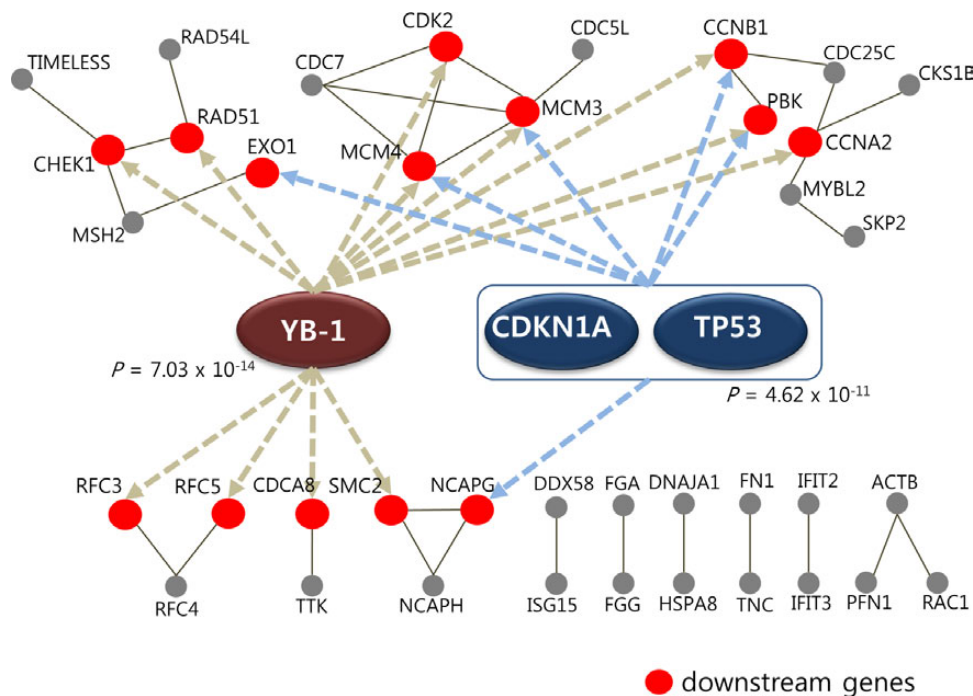 CDK2
CCNB1
RAD54L
CDC5L
TIMELESS
CDC7
CDC25C
CKS1B
PBK
RAD51
MCM3
EXO1
MCM4
CCNA2
CHEK1
MYBL2
MSH2
SKP2
YB-1
CDKN1A
TP53
P = 7.03 x 10-14
P = 4.62 x 10-11
RFC3
RFC5
CDCA8
SMC2
NCAPG
DDX58
FGA
DNAJA1
FN1
IFIT2
ACTB
RFC4
TTK
NCAPH
ISG15
FGG
HSPA8
TNC
IFIT3
PFN1
RAC1
downstream genes